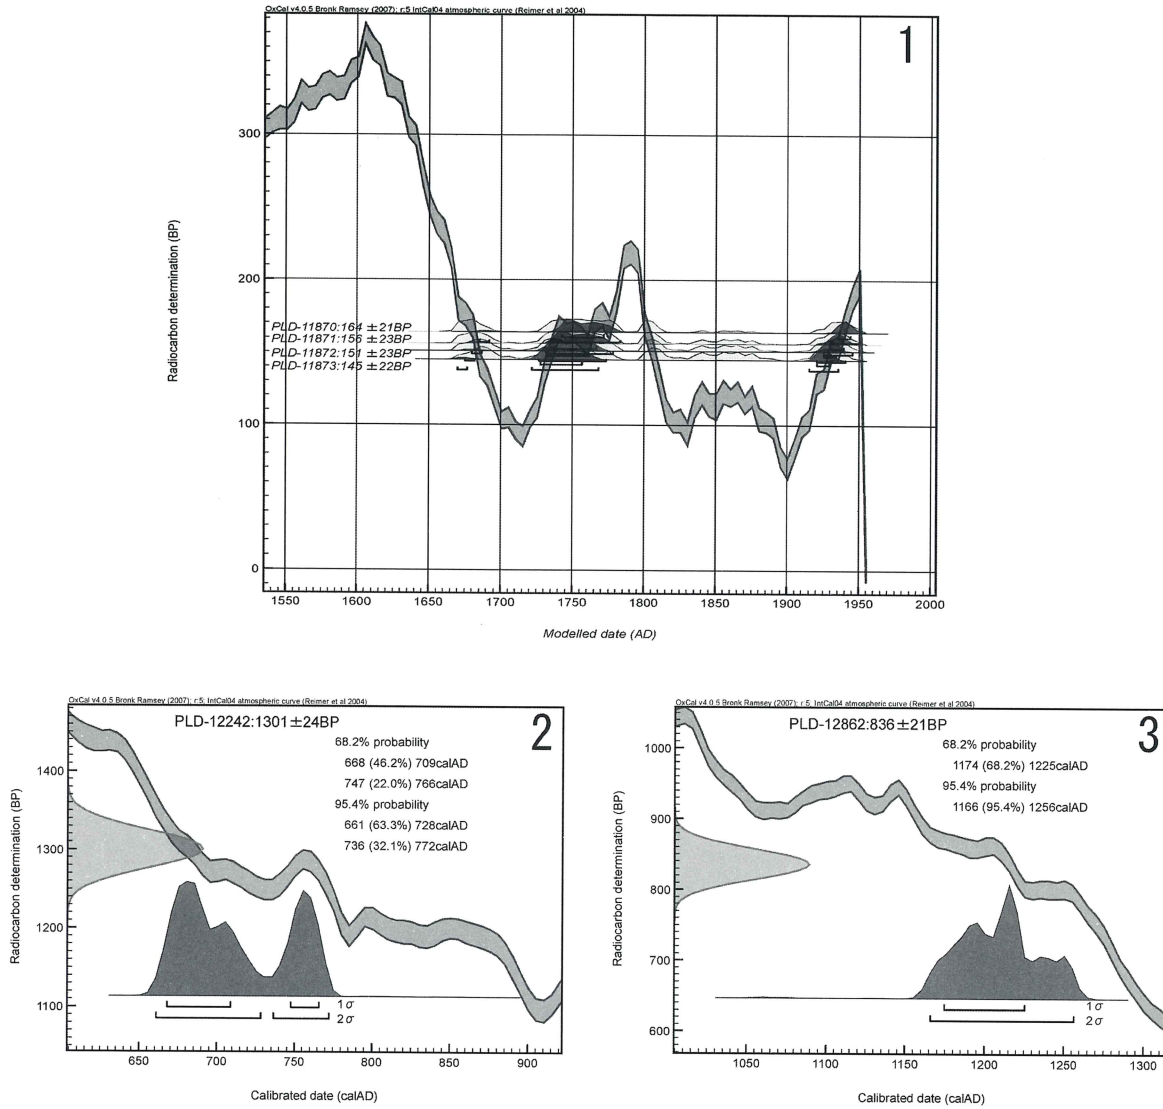 OxCal v4.0.5 Bronk Ramsey (2007); r:5 IntCal04 atmospheric curve (Reimer et al 2004)
1
Radiocarbon determination (BP)
300
200
100
0
PLD-11870:164 ±21BP
PLD-11871:156 ±23BP
PLD-11872:151 ±23BP
PLD-11873:145 ±22BP
1550 1600 1650 1700 1750 1800 1850 1900 1950 2000
Modelled date (AD)
OxCal v4.0.5 Bronk Ramsey (2007); r:5; IntCal04 atmospheric curve (Reimer et al 2004)
PLD-12242:1301±24BP
2
68.2% probability
668 (46.2%) 709calAD
747 (22.0%) 766calAD
95.4% probability
661 (63.3%) 728calAD
736 (32.1%) 772calAD
Radiocarbon determination (BP)
1400
1300
1200
1100
1σ
2σ
650 700 750 800 850 900
Calibrated date (calAD)
OxCal v4.0.5 Bronk Ramsey (2007); r:5, IntCal04 atmospheric curve (Reimer et al 2004)
PLD-12862:836±21BP
3
68.2% probability
1174 (68.2%) 1225calAD
95.4% probability
1166 (95.4%) 1256calAD
Radiocarbon determination (BP)
1000
900
800
700
600
1σ
2σ
1050 1100 1150 1200 1250 1300
Calibrated date (calAD)